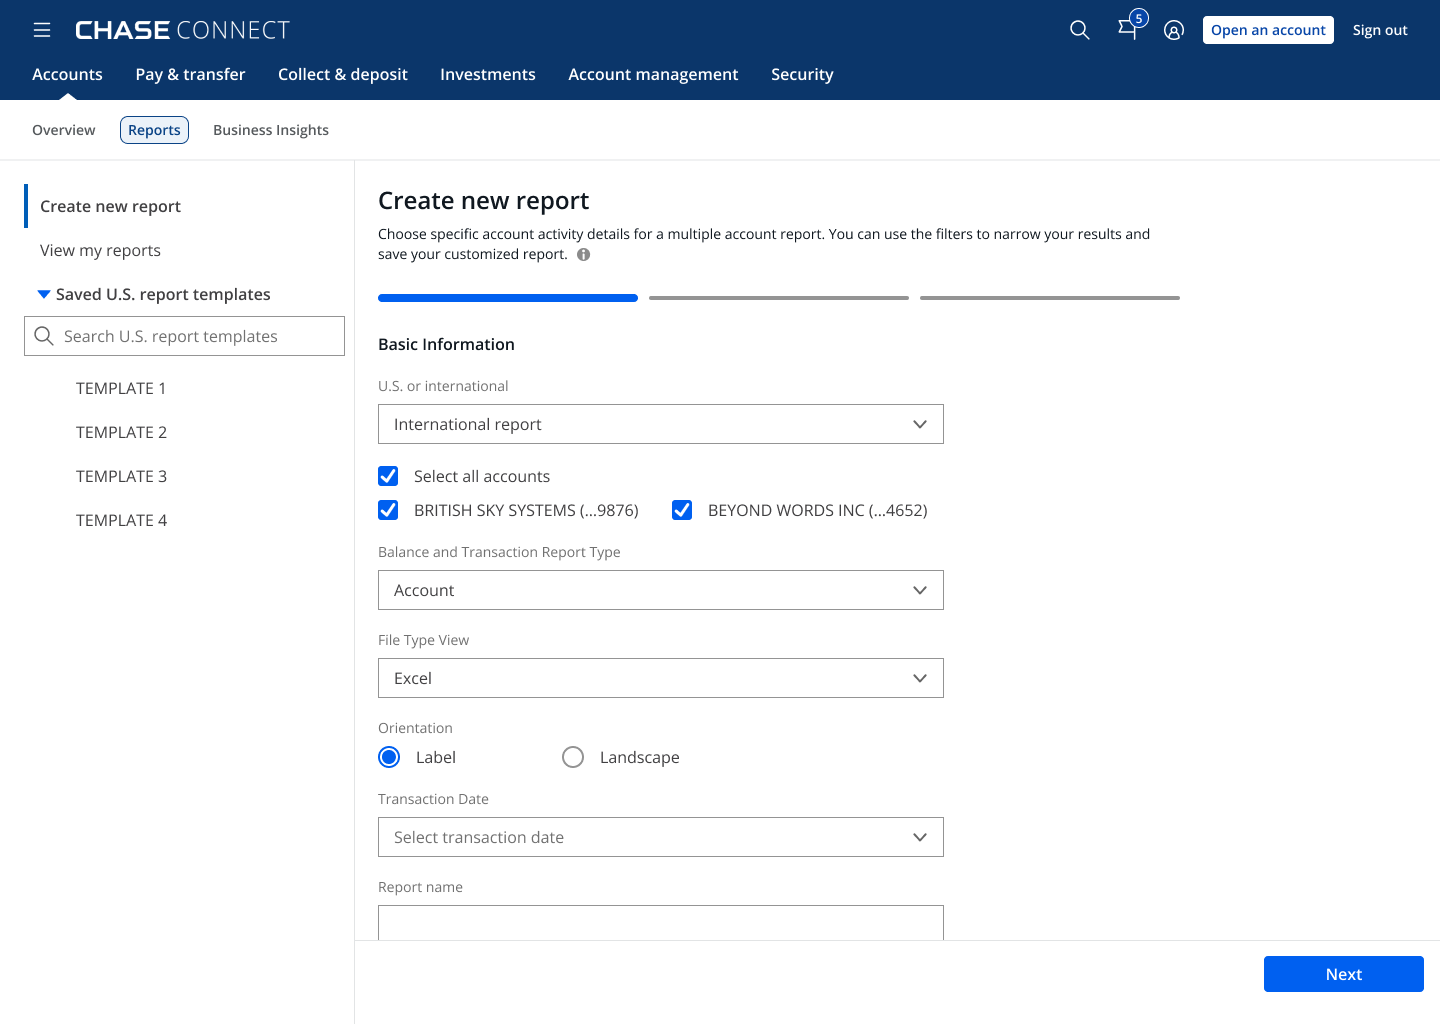 CHASE CONNECT
5
Open an account
Sign out
Accounts
Pay & transfer
Collect & deposit
Investments
Account management
Security
Overview
Reports
Business Insights
Create new report
View my reports
Saved U.S. report templates
Search U.S. report templates
TEMPLATE 1
TEMPLATE 2
TEMPLATE 3
TEMPLATE 4
Create new report
Choose specific account activity details for a multiple account report. You can use the filters to narrow your results and
save your customized report.
Basic Information
U.S. or international
International report
Select all accounts
BRITISH SKY SYSTEMS (...9876)
BEYOND WORDS INC (...4652)
Balance and Transaction Report Type
Account
File Type View
Excel
Orientation
Label
Landscape
Transaction Date
Select transaction date
Report name
Next